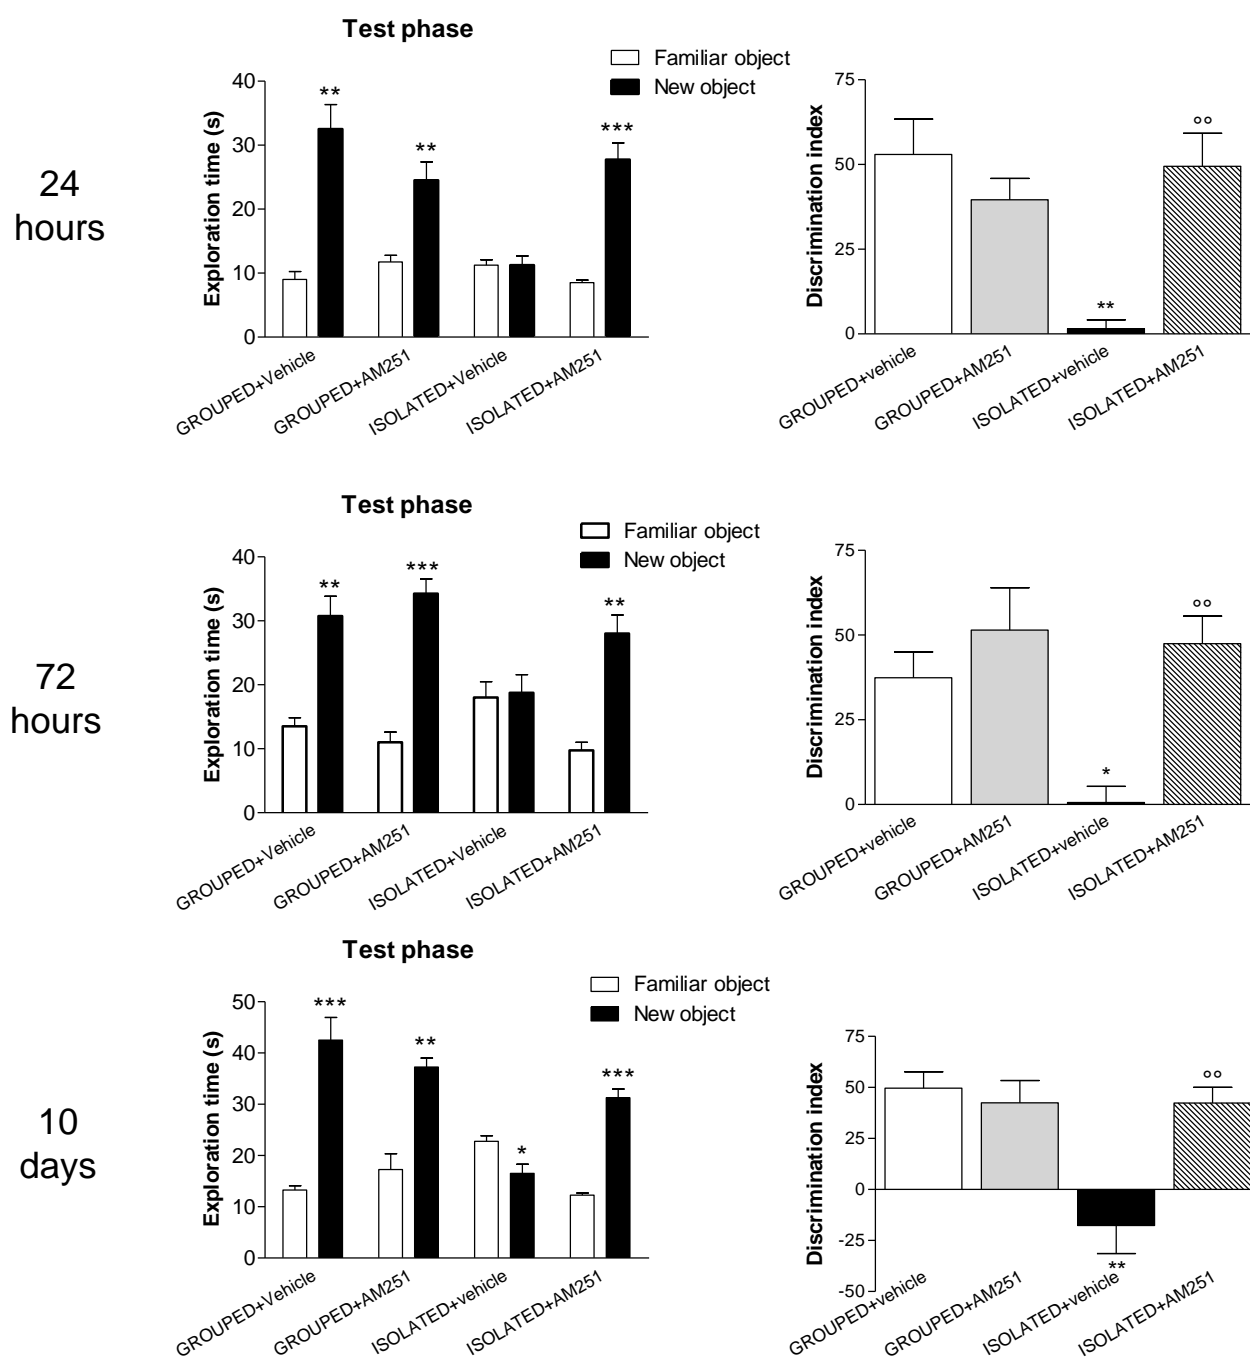 Test phase
Familiar object
New object
24
hours
Exploration time (s)
40
30
20
10
0
**
**
***
GROUPED+Vehicle
GROUPED+AM251
ISOLATED+Vehicle
ISOLATED+AM251
Discrimination index
75
50
25
0
**
°°
GROUPED+vehicle
GROUPED+AM251
ISOLATED+vehicle
ISOLATED+AM251
Test phase
Familiar object
New object
72
hours
Exploration time (s)
40
30
20
10
0
**
***
**
GROUPED+Vehicle
GROUPED+AM251
ISOLATED+Vehicle
ISOLATED+AM251
Discrimination index
75
50
25
0
*
°°
GROUPED+vehicle
GROUPED+AM251
ISOLATED+vehicle
ISOLATED+AM251
Test phase
Familiar object
New object
10
days
Exploration time (s)
50
40
30
20
10
0
***
**
*
***
GROUPED+Vehicle
GROUPED+AM251
ISOLATED+vehicle
ISOLATED+AM251
Discrimination index
75
50
25
0
-25
-50
**
°°
GROUPED+vehicle
GROUPED+AM251
ISOLATED+vehicle
ISOLATED+AM251